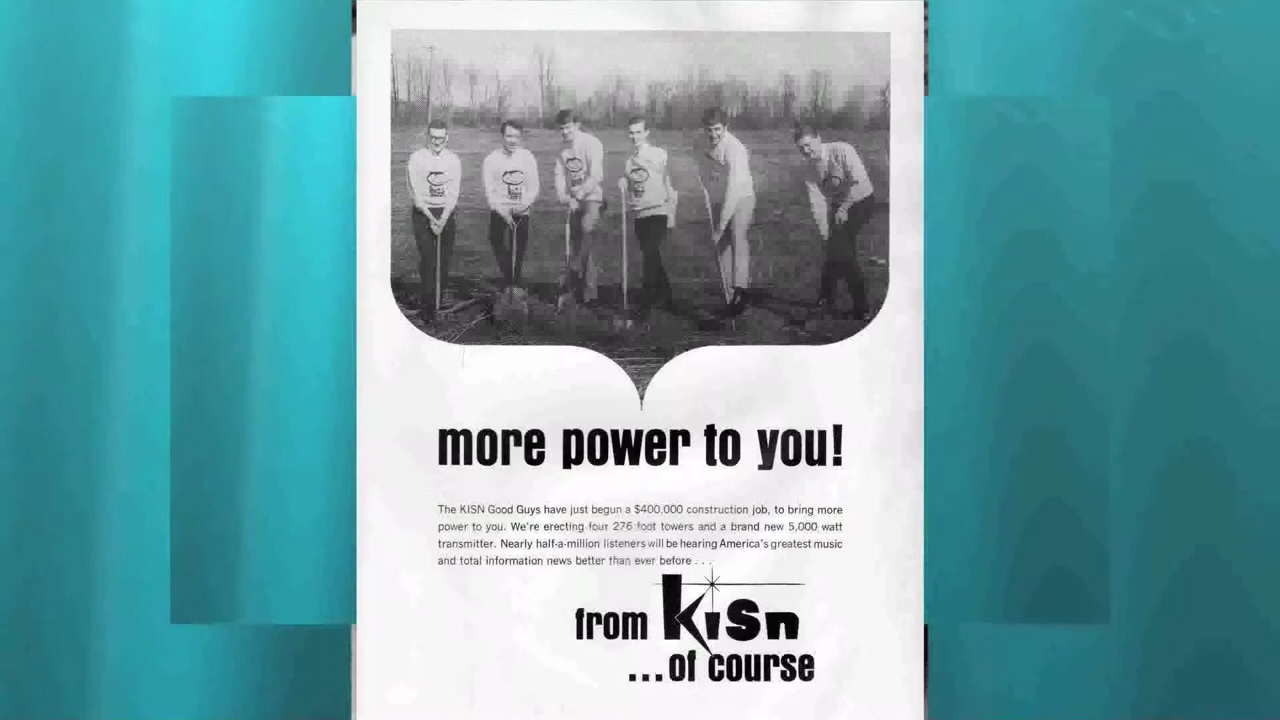 more power to you!
The KISN Good Guys have just begun a $400,000 construction job, to bring more
power to you. We're erecting four 276 foot towers and a brand new 5,000 watt
transmitter. Nearly half-a-million listeners will be hearing America's greatest music
and total information news better than ever before . . .
from kisn
...of course